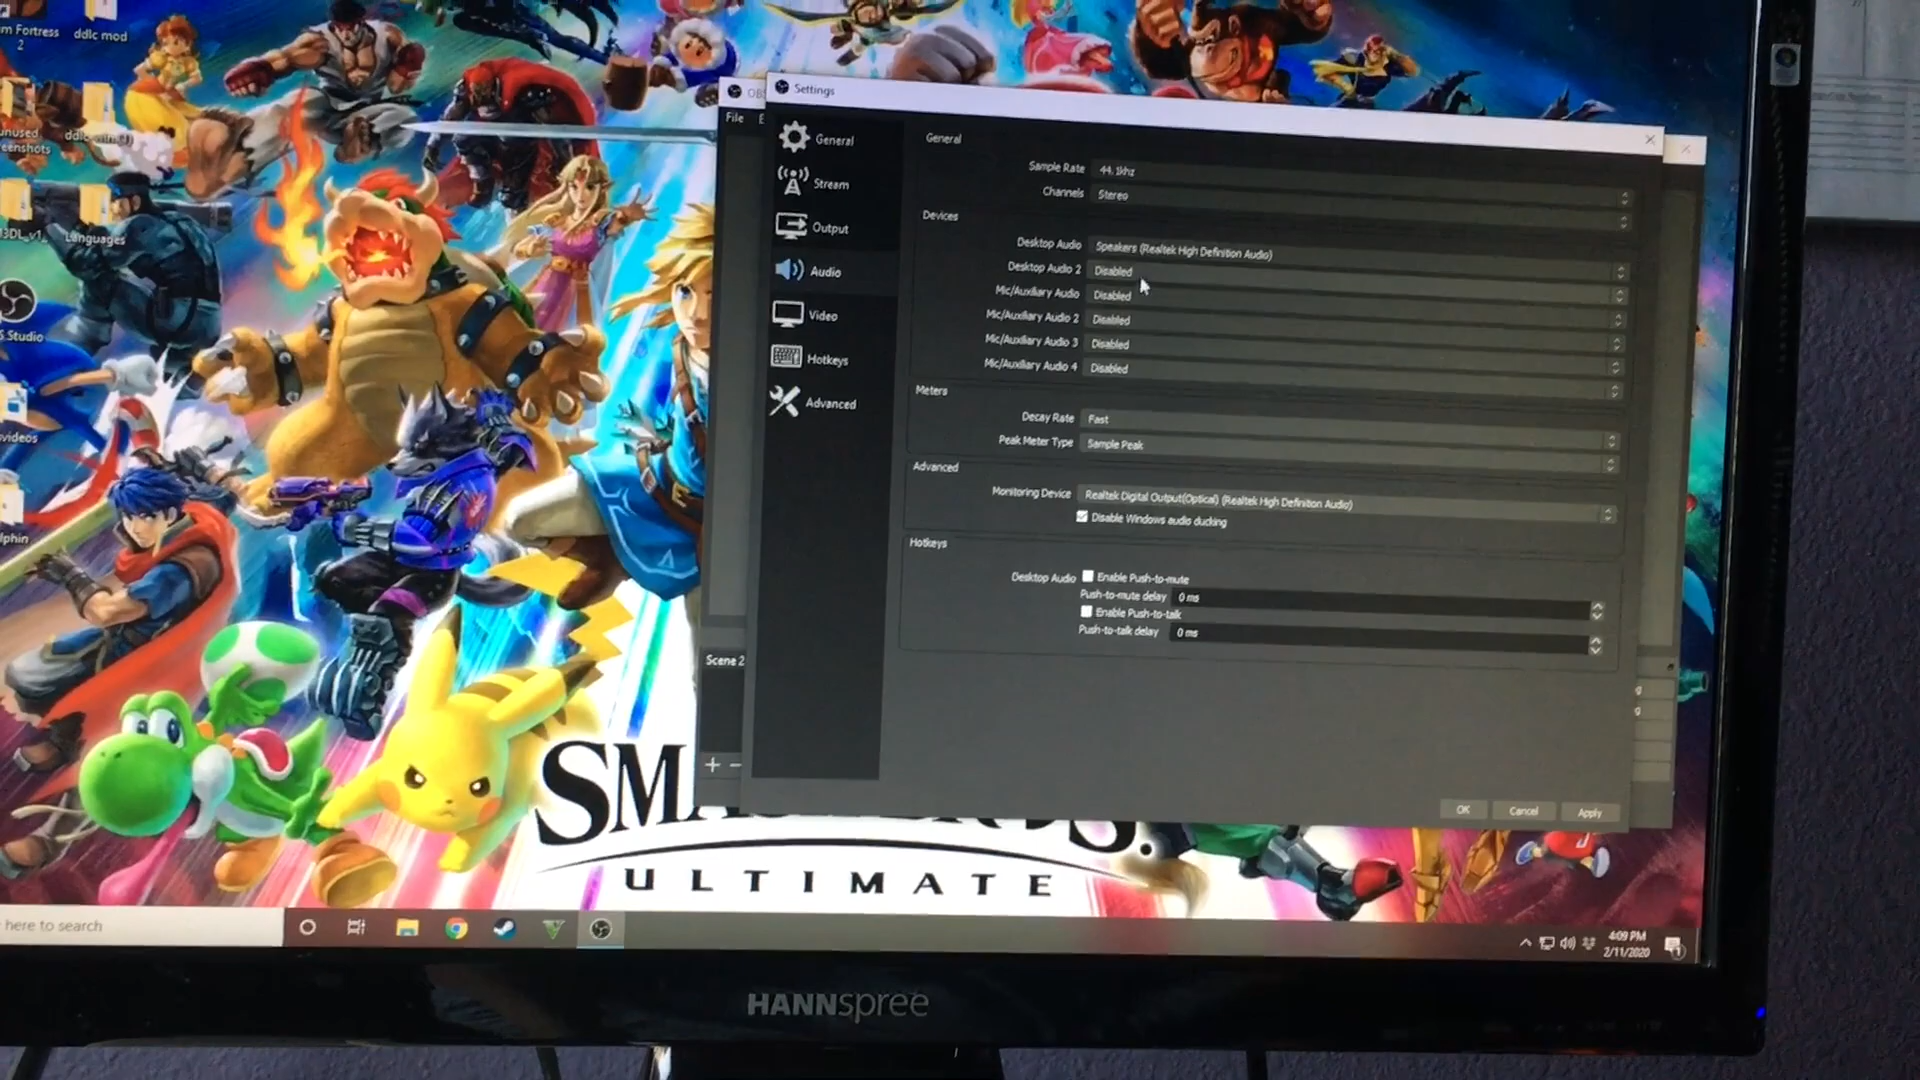 m Fortress
2
ddlc mod
unused
eenshots
Languages
S Studio
videos
lphin
OBS
File
Settings
General
Stream
Output
Audio
Video
Hotkeys
Advanced
General
Sample Rate 44.1khz
Channels Stereo
Devices
Desktop Audio Speakers (Realtek High Definition Audio)
Desktop Audio 2 Disabled
Mic/Auxiliary Audio Disabled
Mic/Auxiliary Audio 2 Disabled
Mic/Auxiliary Audio 3 Disabled
Mic/Auxiliary Audio 4 Disabled
Meters
Decay Rate Fast
Peak Meter Type Sample Peak
Advanced
Monitoring Device Realtek Digital Output(Optical) (Realtek High Definition Audio)
Disable Windows audio ducking
Hotkeys
Desktop Audio Enable Push-to-mute
Push-to-mute delay 0 ms
Enable Push-to-talk
Push-to-talk delay 0 ms
Scene 2
OK Cancel Apply
ULTIMATE
here to search
4:09 PM
2/11/2020
HANNspree